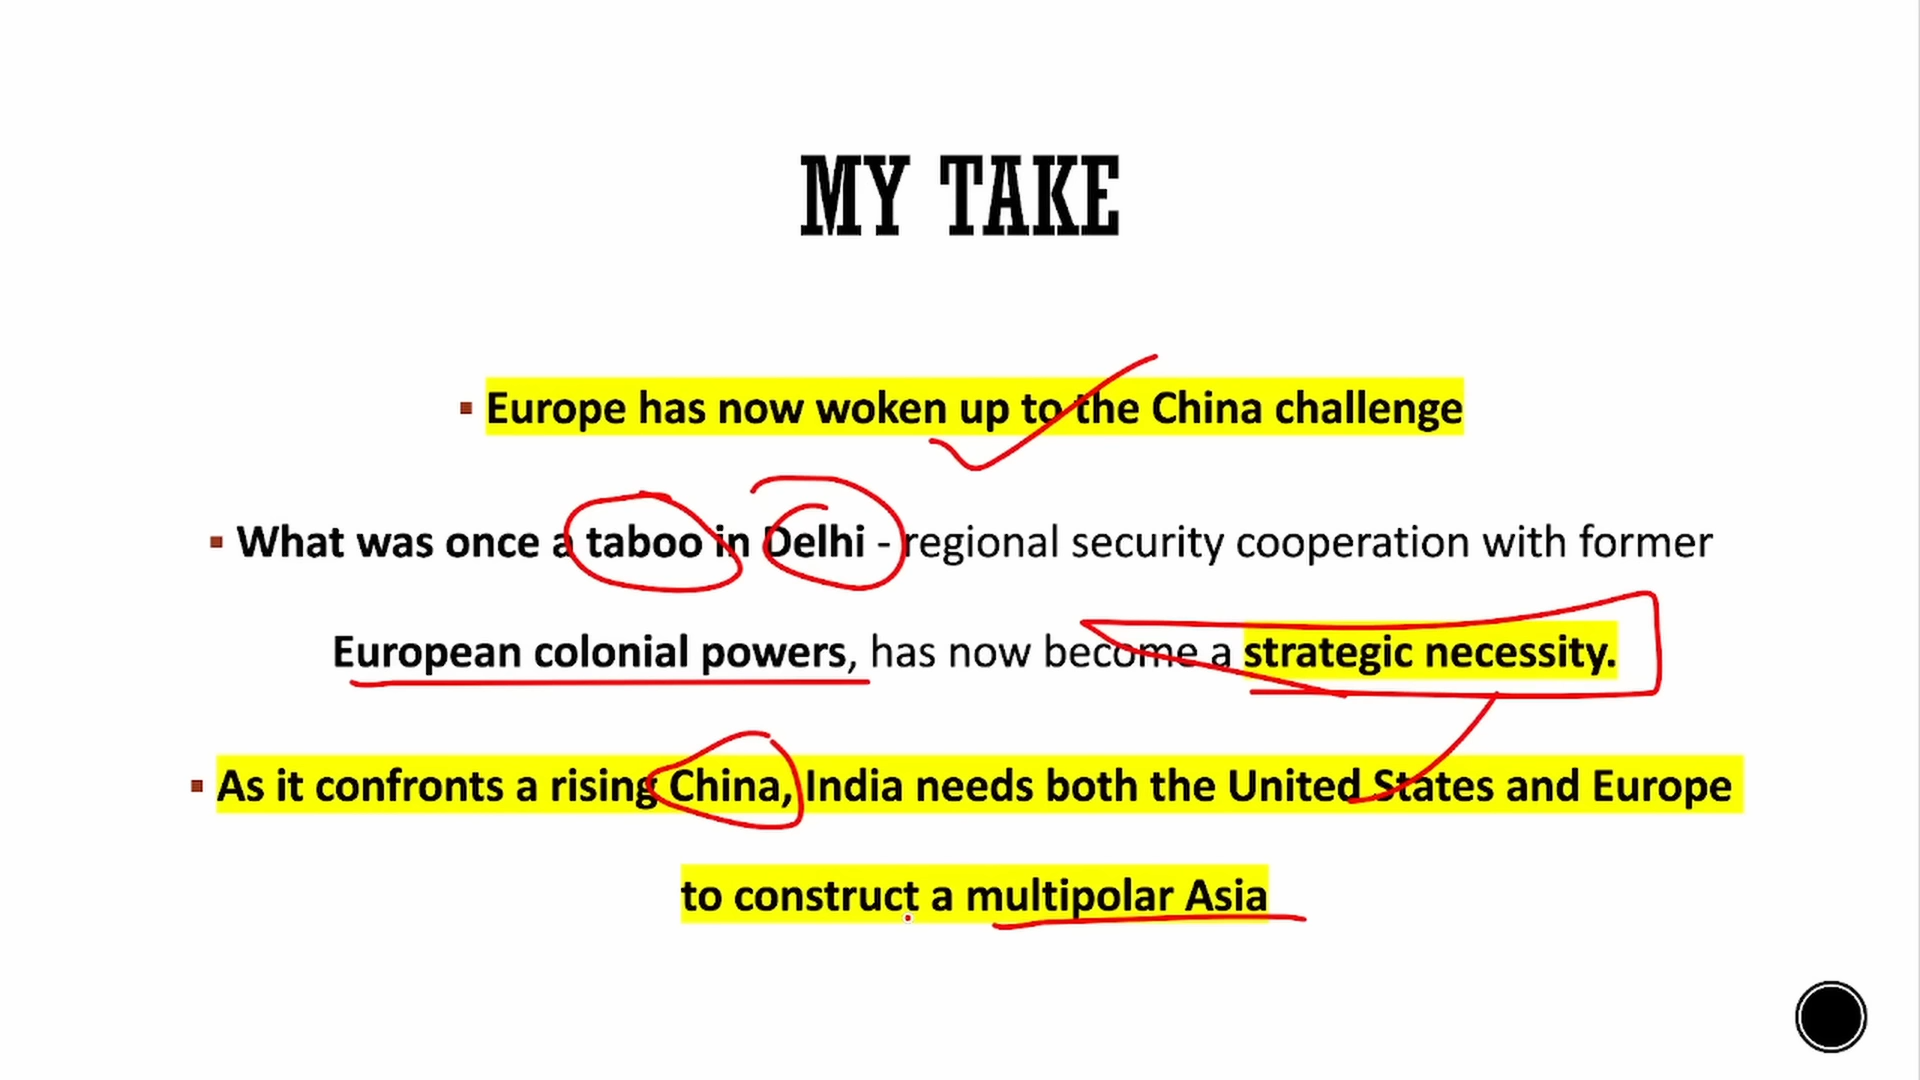 MY TAKE
▪ Europe has now woken up to the China challenge
▪ What was once a taboo in Delhi - regional security cooperation with former
European colonial powers, has now become a strategic necessity.
▪ As it confronts a rising China, India needs both the United States and Europe
to construct a multipolar Asia